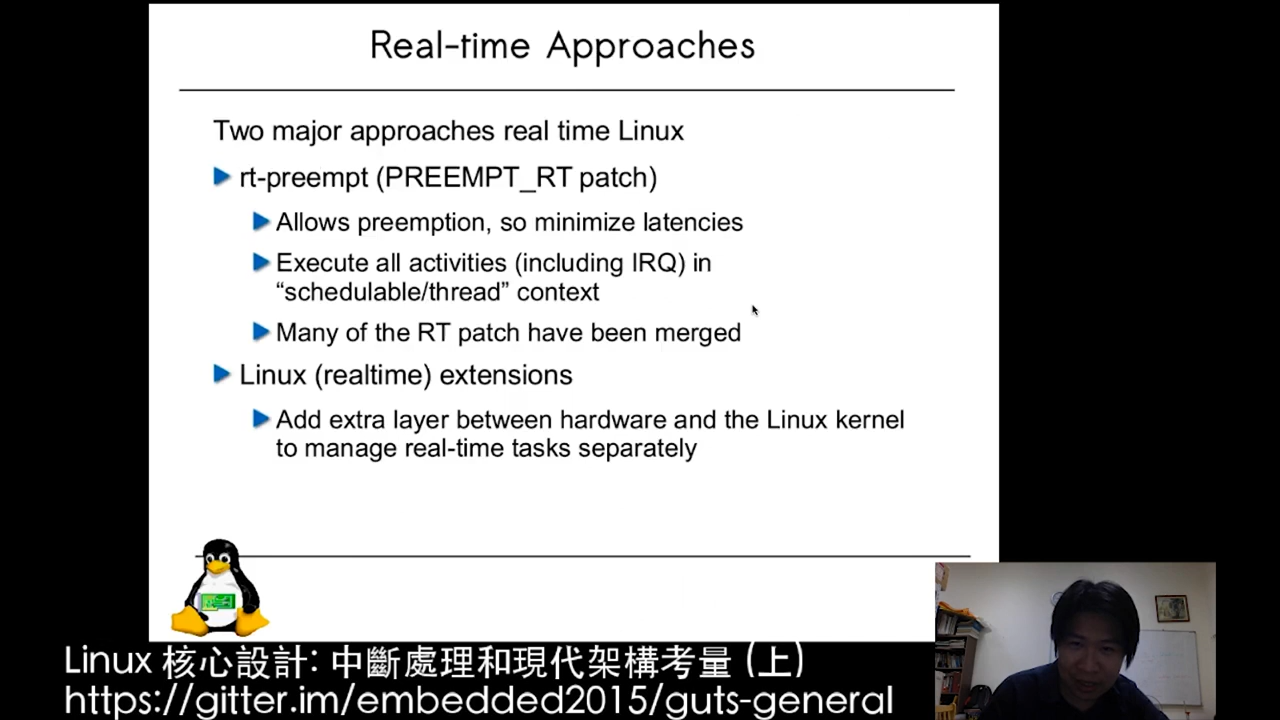 Real-time Approaches
Two major approaches real time Linux
rt-preempt (PREEMPT_RT patch)
Allows preemption, so minimize latencies
Execute all activities (including IRQ) in
“schedulable/thread” context
Many of the RT patch have been merged
Linux (realtime) extensions
Add extra layer between hardware and the Linux kernel
to manage real-time tasks separately
Linux 核心設計: 中斷處理和現代架構考量 (上)
https://gitter.im/embedded2015/guts-general